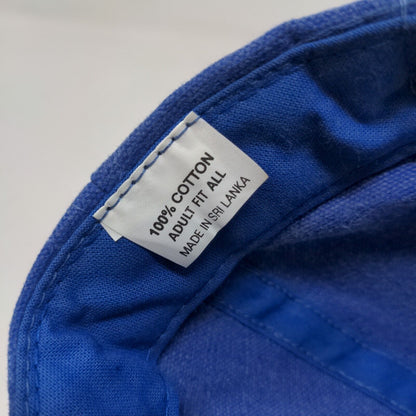 100% COTTON
ADULT FIT ALL
MADE IN SRI LANKA